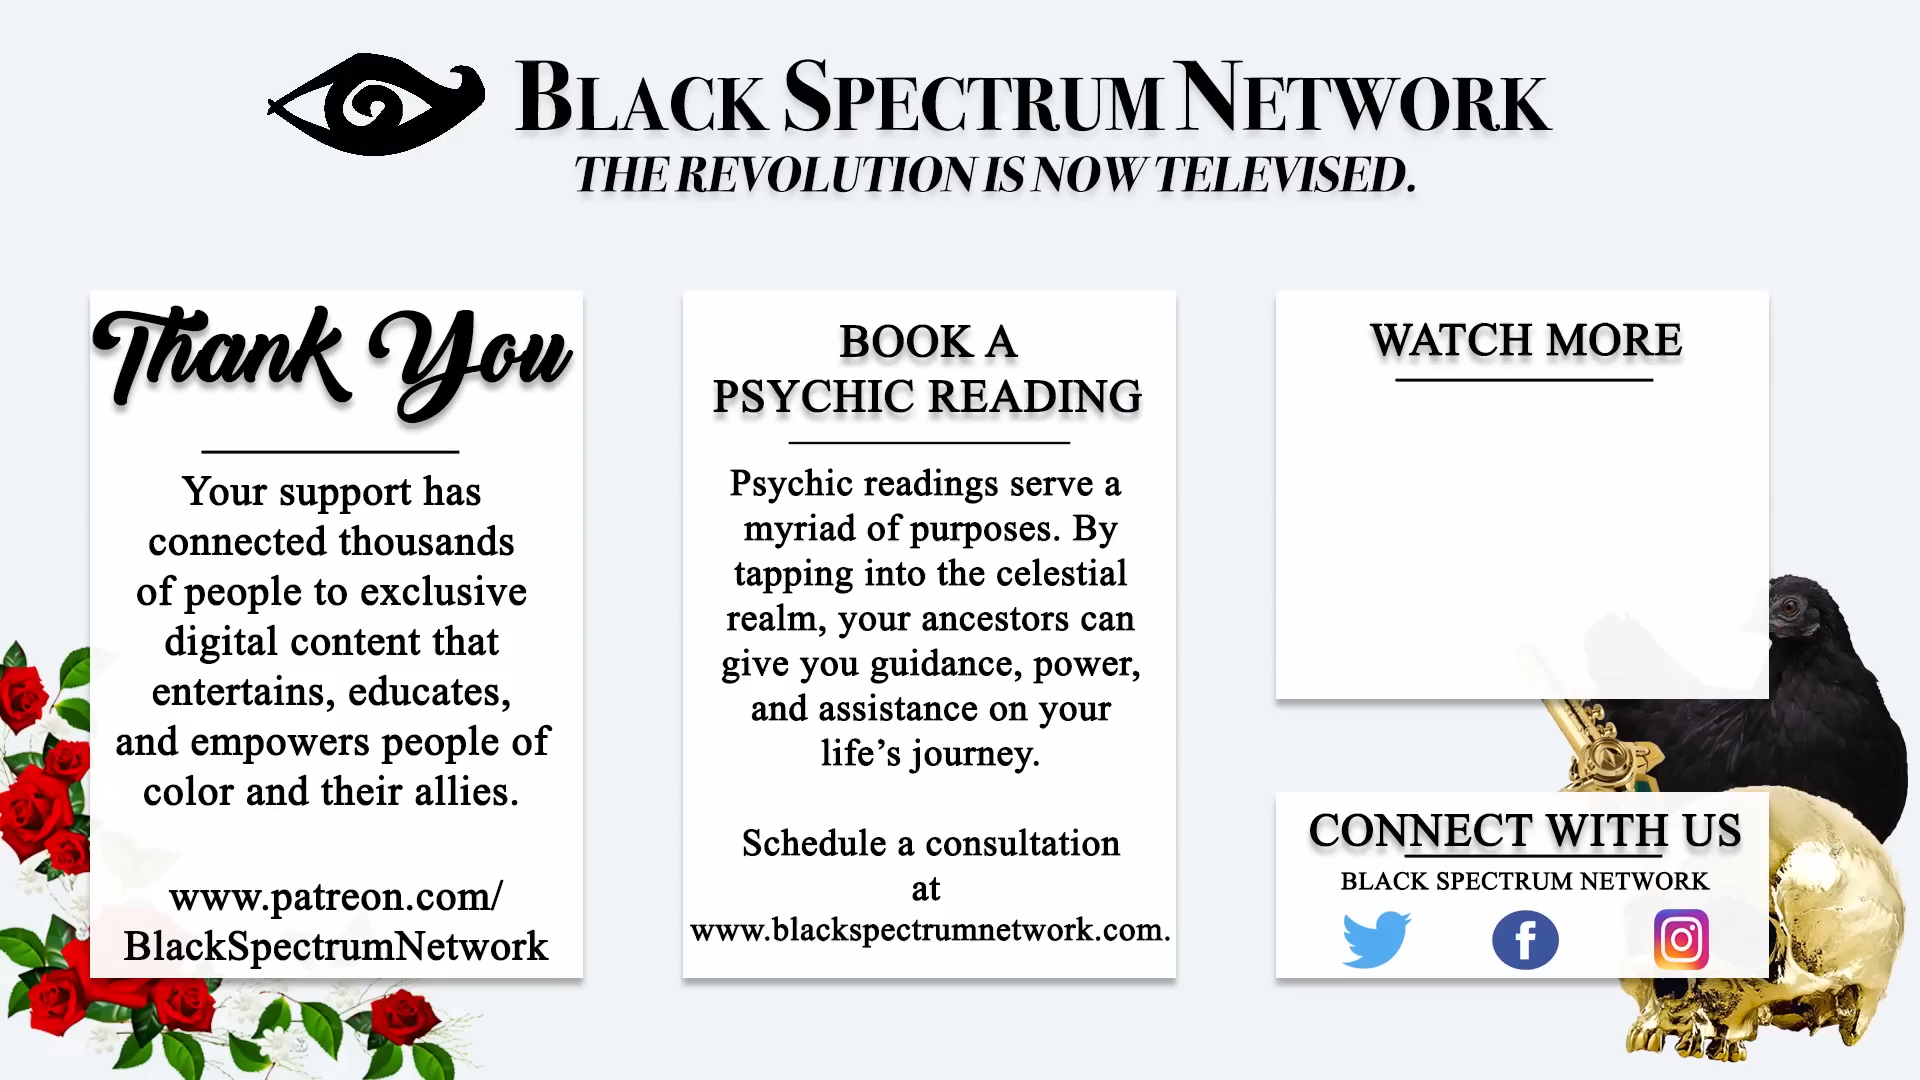 BLACK SPECTRUM NETWORK
THE REVOLUTION IS NOW TELEVISED.
Thank You
Your support has
connected thousands
of people to exclusive
digital content that
entertains, educates,
and empowers people of
color and their allies.
www.patreon.com/
BlackSpectrumNetwork
BOOK A
PSYCHIC READING
Psychic readings serve a
myriad of purposes. By
tapping into the celestial
realm, your ancestors can
give you guidance, power,
and assistance on your
life’s journey.
Schedule a consultation
at
www.blackspectrumnetwork.com.
WATCH MORE
CONNECT WITH US
BLACK SPECTRUM NETWORK